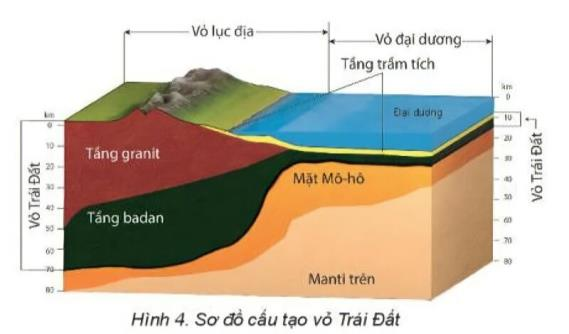 Vỏ lục địa
Vỏ đại dương
Tầng trầm tích
km
0
10
20
30
40
50
60
70
80
Vỏ Trái Đất
Tầng granit
Tầng badan
Đại dương
Mặt Mô-hô
Manti trên
km
0
10
20
30
40
50
60
70
80
Vỏ Trái Đất
Hình 4. Sơ đồ cấu tạo vỏ Trái Đất